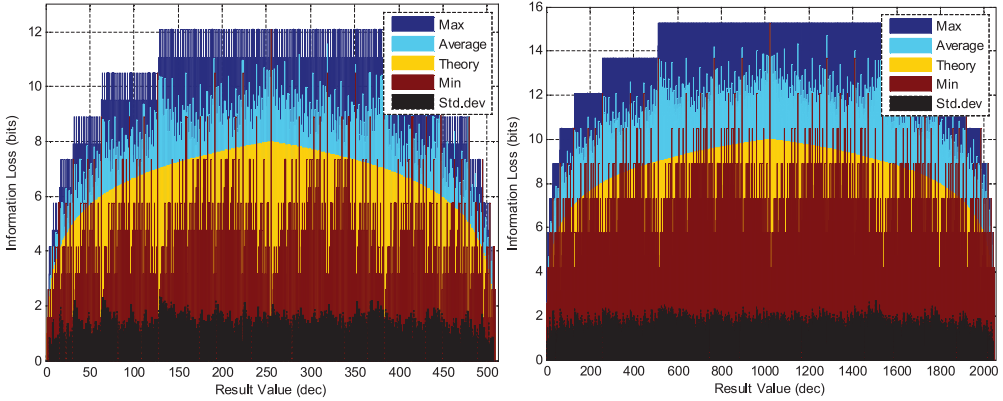 12
10
8
6
4
2
0
Information Loss (bits)
0 50 100 150 200 250 300 350 400 450 500
Result Value (dec)
Max
Average
Theory
Min
Std.dev
16
14
12
10
8
6
4
2
0
Information Loss (bits)
0 200 400 600 800 1000 1200 1400 1600 1800 2000
Result Value (dec)
Max
Average
Theory
Min
Std.dev